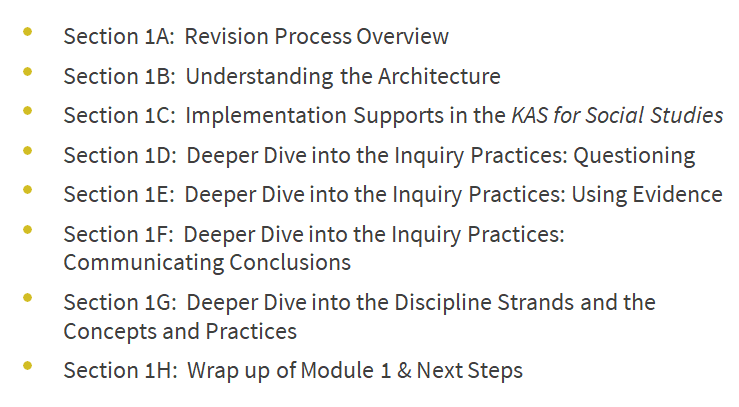 • Section 1A: Revision Process Overview
• Section 1B: Understanding the Architecture
• Section 1C: Implementation Supports in the KAS for Social Studies
• Section 1D: Deeper Dive into the Inquiry Practices: Questioning
• Section 1E: Deeper Dive into the Inquiry Practices: Using Evidence
• Section 1F: Deeper Dive into the Inquiry Practices:
Communicating Conclusions
• Section 1G: Deeper Dive into the Discipline Strands and the
Concepts and Practices
• Section 1H: Wrap up of Module 1 & Next Steps